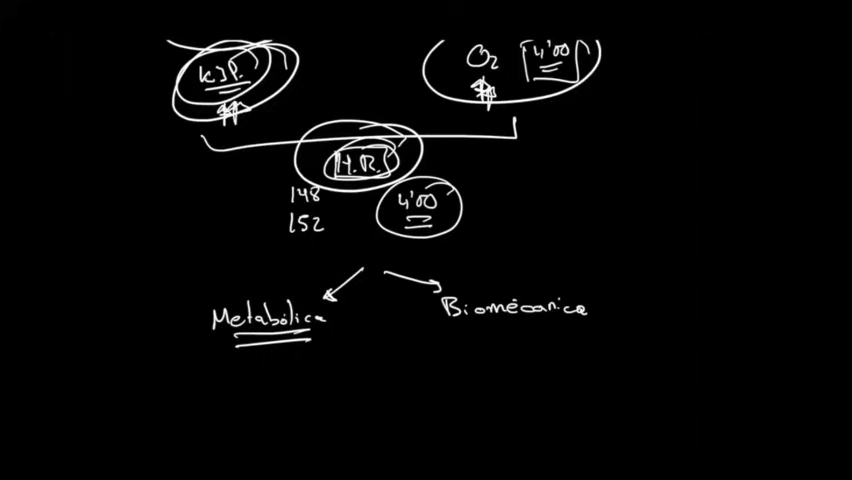 O₂ 4'00
H.R.
148
4'00
152
Metabólica
Biomécanica